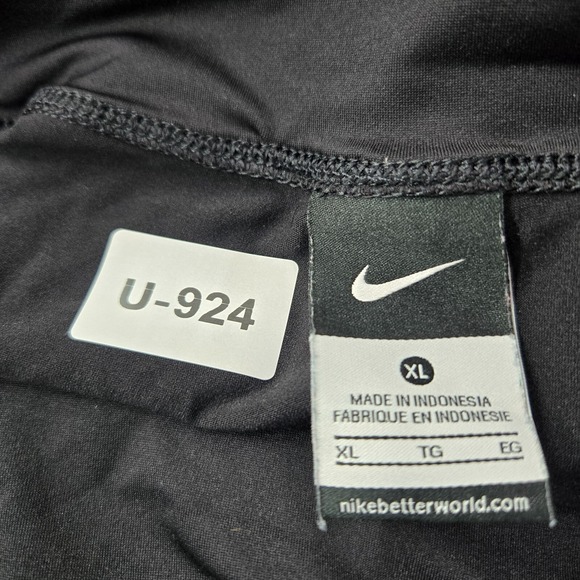 U-924
XL
MADE IN INDONESIA
FABRIQUE EN INDONESIE
XL TG EG
nikebetterworld.com